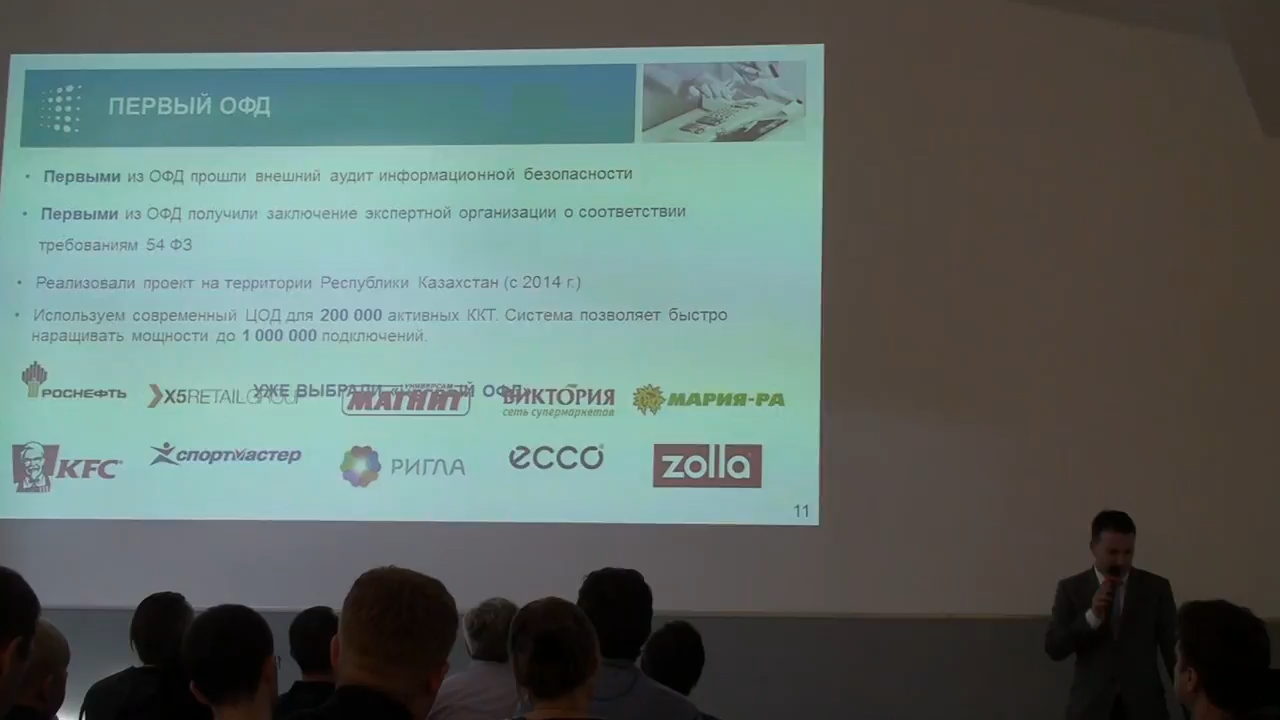 ПЕРВЫЙ ОФД
• Первыми из ОФД прошли внешний аудит информационной безопасности
• Первыми из ОФД получили заключение экспертной организации о соответствии
требованиям 54 ФЗ
• Реализовали проект на территории Республики Казахстан (с 2014 г.)
• Используем современный ЦОД для 200 000 активных ККТ. Система позволяет быстро
наращивать мощности до 1 000 000 подключений.
УЖЕ ВЫБРАЛИ «ПЕРВЫЙ ОФД»
РОСНЕФТЬ X5RETAILGROUP УНИВЕРСАМ МАГНИТ ВИКТОРИЯ МАРИЯ-РА
сеть супермаркетов
KFC спортмастер РИГЛА ecco zolla
11